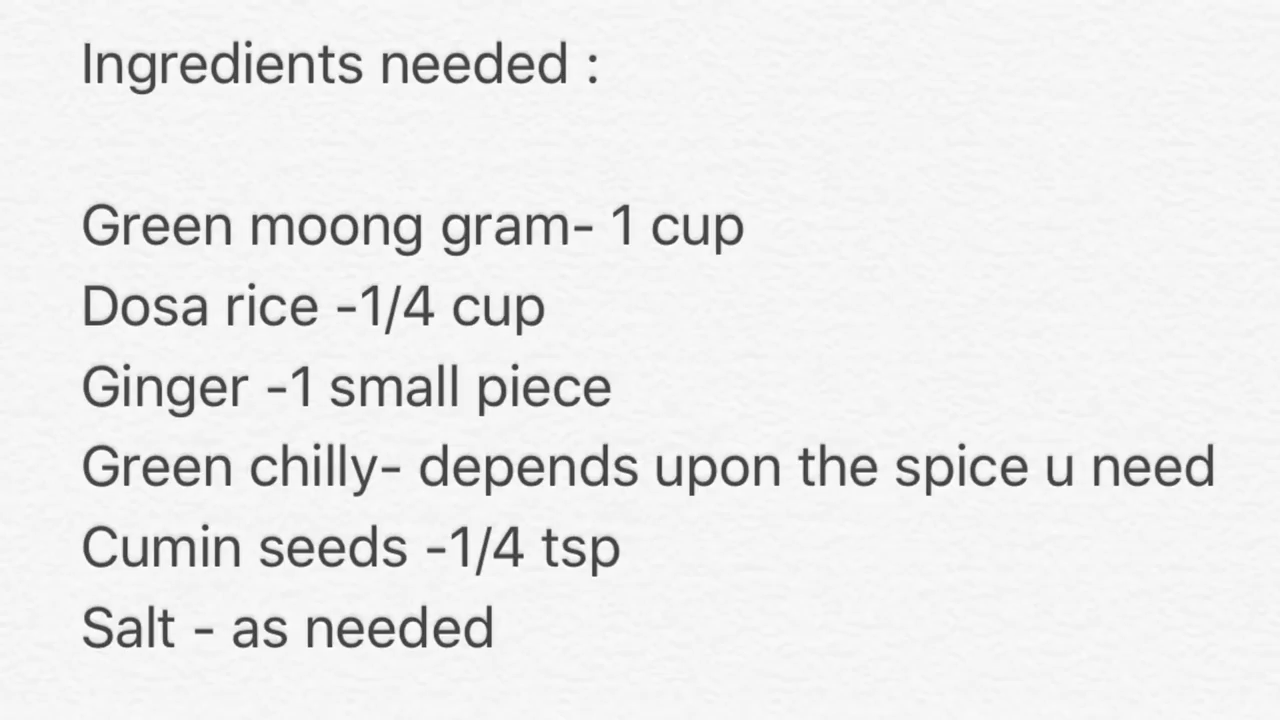 Ingredients needed :
Green moong gram- 1 cup
Dosa rice -1/4 cup
Ginger -1 small piece
Green chilly- depends upon the spice u need
Cumin seeds -1/4 tsp
Salt - as needed